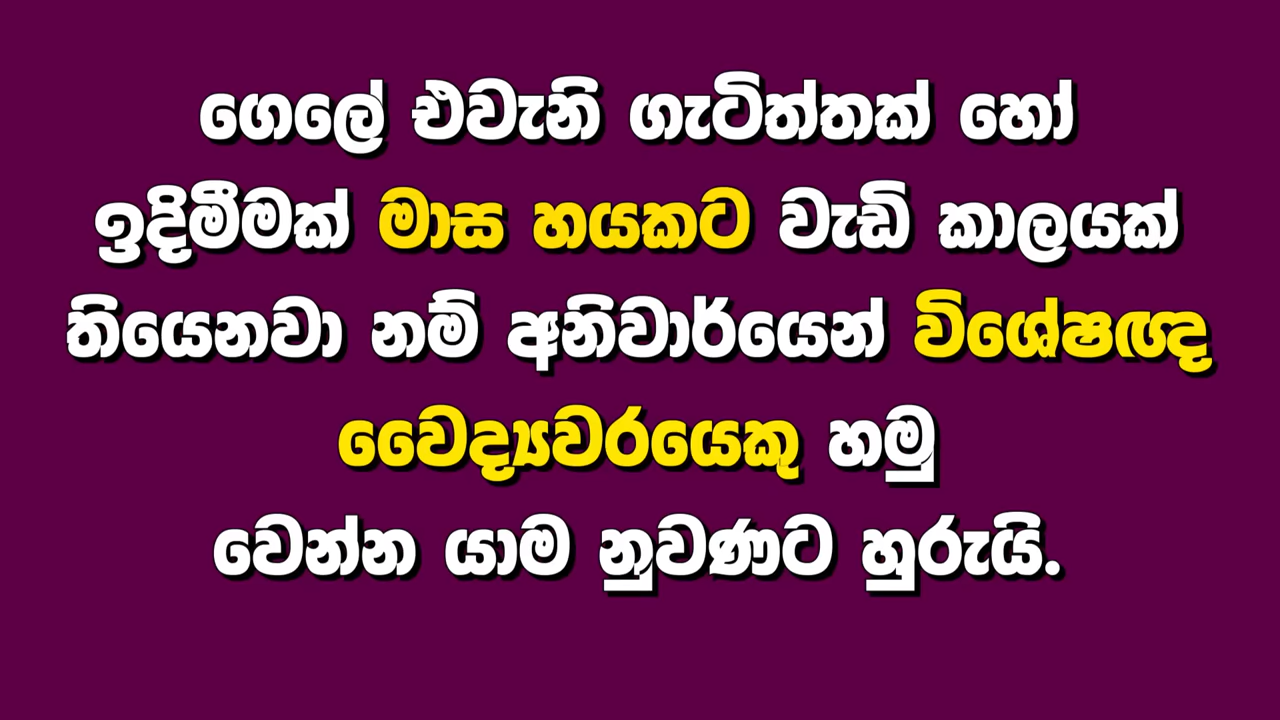 ගෙලේ එවැනි ගැටිත්තක් හෝ
ඉදිමීමක් මාස හයකට වැඩි කාලයක්
තියෙනවා නම් අනිවාර්යෙන් විශේෂඥ
වෛද්‍යවරයෙකු හමු
වෙන්න යාම නුවණට හුරුයි.